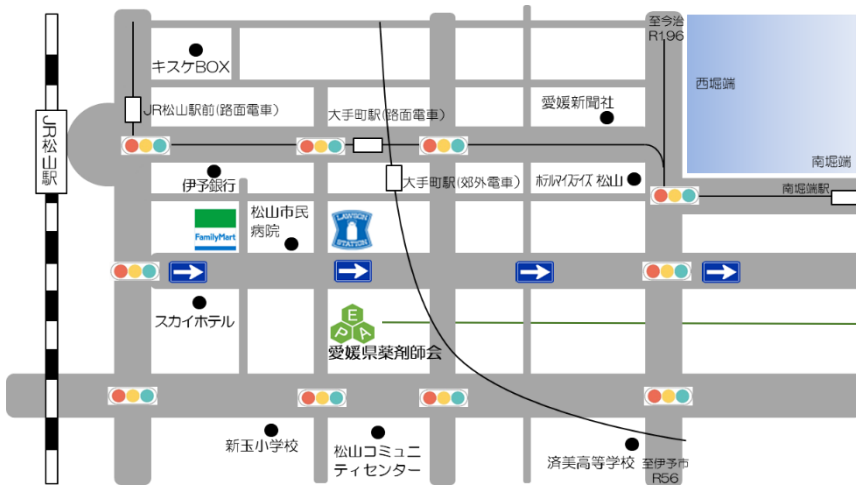 至今治
R196
キスケBOX
西堀端
JR松山駅前(路面電車)
大手町駅(路面電車)
愛媛新聞社
JR松山駅
南堀端
伊予銀行
大手町駅(郊外電車)
ホテルマイステイズ 松山
南堀端駅
松山市民
病院
FamilyMart
LAWSON
STATION
スカイホテル
E
P
A
愛媛県薬剤師会
新玉小学校
松山コミュニ
ティセンター
済美高等学校
至伊予市
R56